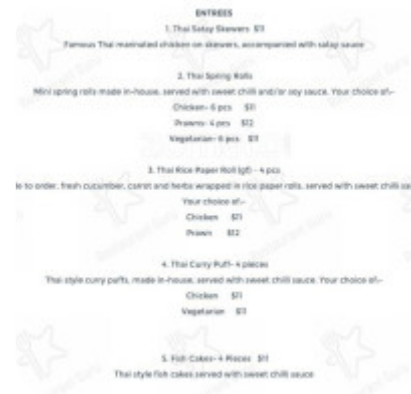 ENTREES
1. Thai Satay Skewers $11
Famous Thai marinated chicken on skewers, accompanied with satay sauce
2. Thai Spring Rolls
Mini spring rolls made in-house, served with sweet chilli and/or soy sauce. Your choice of:-
Chicken- 6 pcs $11
Prawns- 4 pcs $12
Vegetarian- 6 pcs $11
3. Thai Rice Paper Roll (gf) - 4 pcs
to order, fresh cucumber, carrot and herbs wrapped in rice paper rolls, served with sweet chilli
Your choice of:-
Chicken $11
Prawn $12
4. Thai Curry Puff- 4 pieces
Thai style curry puffs, made in-house, served with sweet chilli sauce. Your choice of:-
Chicken $11
Vegetarian $11
5. Fish Cakes- 4 Pieces $11
Thai style fish cakes served with sweet chilli sauce